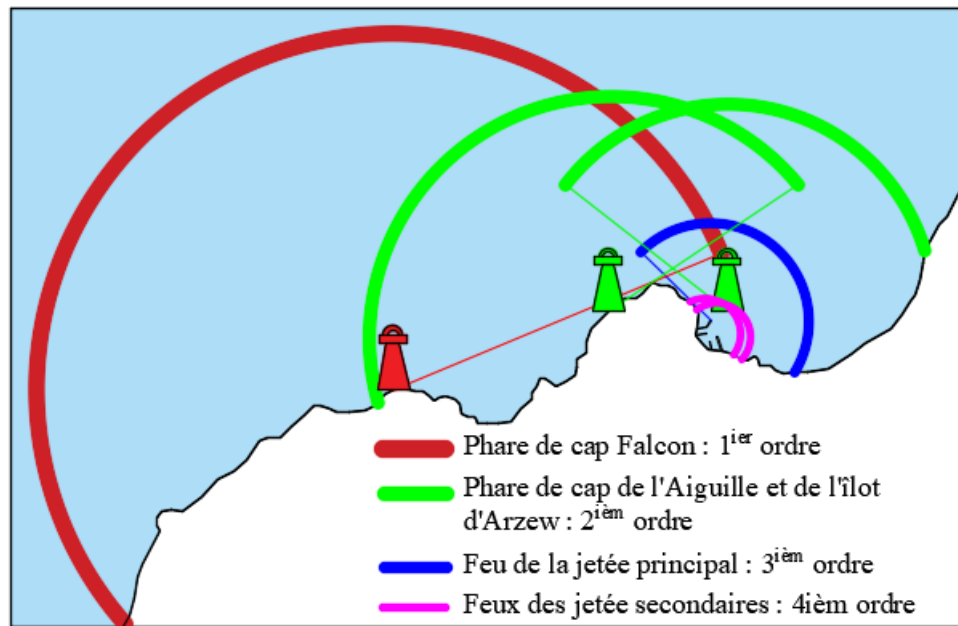 Phare de cap Falcon : 1ier ordre
Phare de cap de l'Aiguille et de l'îlot
d'Arzew : 2ièm ordre
Feu de la jetée principal : 3ièm ordre
Feux des jetée secondaires : 4ièm ordre